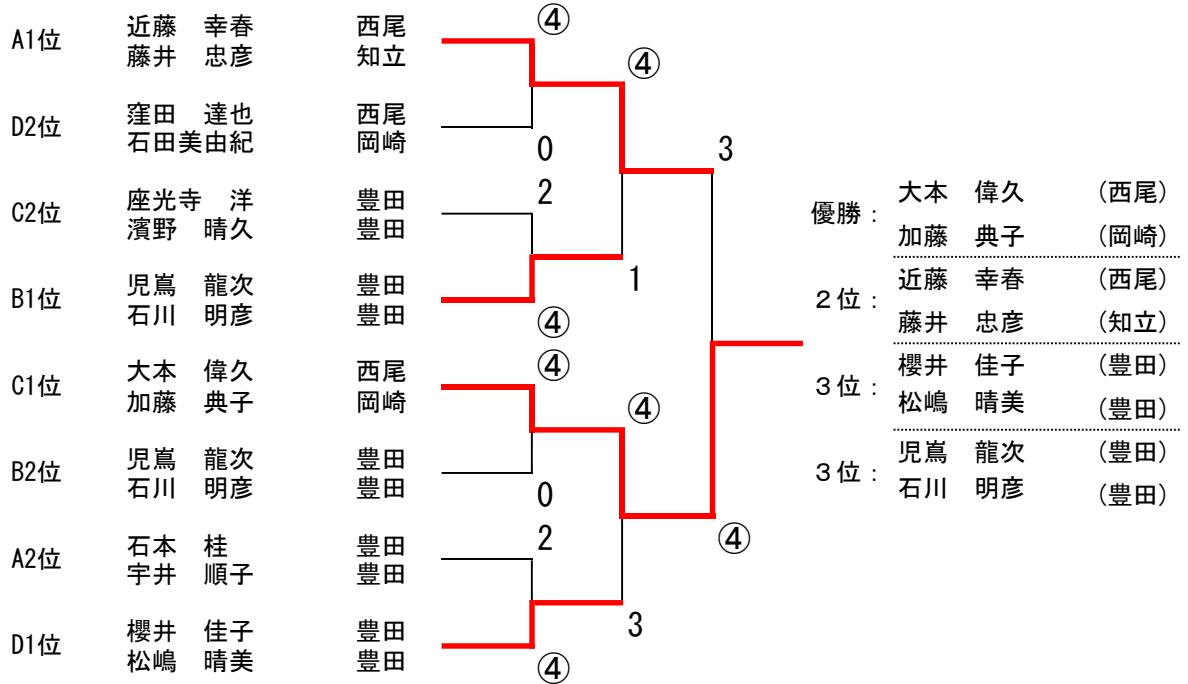 ④
A1位 近藤　幸春 西尾
藤井　忠彦 知立
④
D2位 窪田　達也 西尾
石田美由紀 岡崎
0
3
C2位 座光寺　洋 豊田
濱野　晴久 豊田
2
1
B1位 児嶌　龍次 豊田
石川　明彦 豊田
④
④
C1位 大本　偉久 西尾
加藤　典子 岡崎
④
B2位 児嶌　龍次 豊田
石川　明彦 豊田
0
④
A2位 石本　桂 豊田
宇井　順子 豊田
2
3
D1位 櫻井　佳子 豊田
松嶋　晴美 豊田
④
優勝： 大本　偉久 （西尾）
加藤　典子 （岡崎）
２位： 近藤　幸春 （西尾）
藤井　忠彦 （知立）
３位： 櫻井　佳子 （豊田）
松嶋　晴美 （豊田）
３位： 児嶌　龍次 （豊田）
石川　明彦 （豊田）